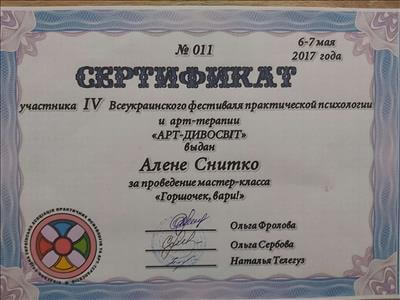 № 011
6-7 мая
2017 года
СЕРТИФИКАТ
участника IV Всеукраинского фестиваля практической психологии
и арт-терапии
«АРТ-ДИВОСВІТ»
выдан
Алене Снитко
за проведение мастер-класса
«Горшочек, вари!»
Ольга Фролова
Ольга Сербова
Наталья Телегуз